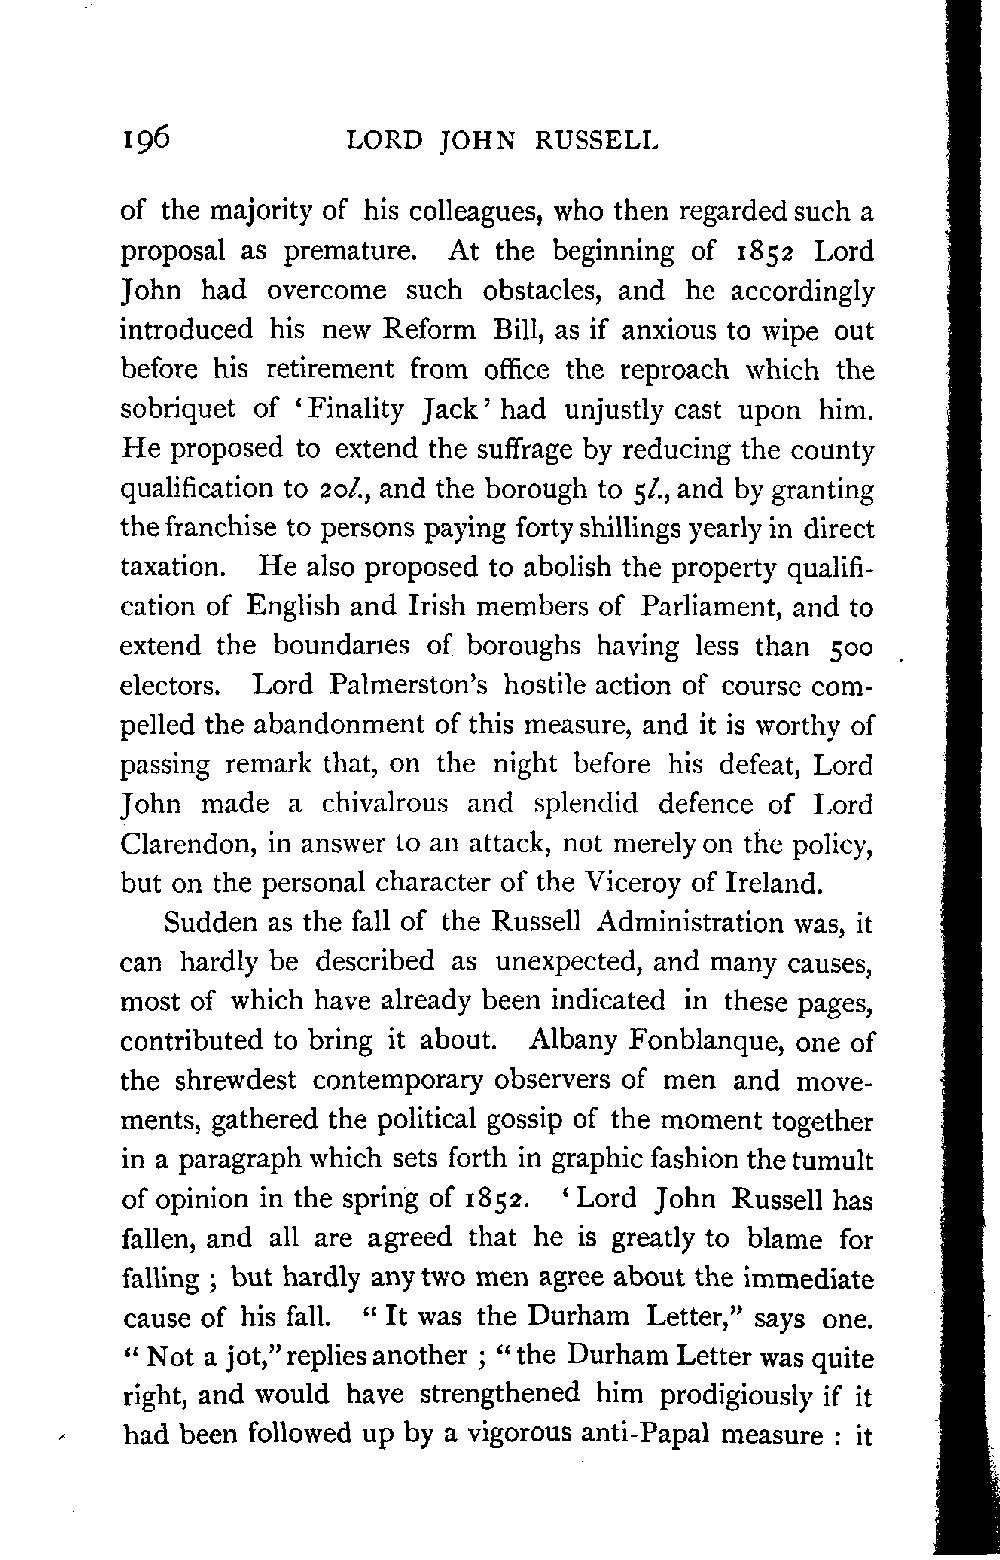 196 LORD JOHN RUSSELL
of the majority of his colleagues, who then regarded such a
proposal as premature. At the beginning of 1852 Lord
John had overcome such obstacles, and he accordingly
introduced his new Reform Bill, as if anxious to wipe out
before his retirement from office the reproach which the
sobriquet of ‘Finality Jack’ had unjustly cast upon him.
He proposed to extend the suffrage by reducing the county
qualification to 20l., and the borough to 5l., and by granting
the franchise to persons paying forty shillings yearly in direct
taxation. He also proposed to abolish the property qualifi-
cation of English and Irish members of Parliament, and to
extend the boundaries of boroughs having less than 500
electors. Lord Palmerston’s hostile action of course com-
pelled the abandonment of this measure, and it is worthy of
passing remark that, on the night before his defeat, Lord
John made a chivalrous and splendid defence of Lord
Clarendon, in answer to an attack, not merely on the policy,
but on the personal character of the Viceroy of Ireland.
Sudden as the fall of the Russell Administration was, it
can hardly be described as unexpected, and many causes,
most of which have already been indicated in these pages,
contributed to bring it about. Albany Fonblanque, one of
the shrewdest contemporary observers of men and move-
ments, gathered the political gossip of the moment together
in a paragraph which sets forth in graphic fashion the tumult
of opinion in the spring of 1852. ‘Lord John Russell has
fallen, and all are agreed that he is greatly to blame for
falling ; but hardly any two men agree about the immediate
cause of his fall. “It was the Durham Letter,” says one.
“Not a jot,” replies another ; “the Durham Letter was quite
right, and would have strengthened him prodigiously if it
had been followed up by a vigorous anti-Papal measure : it